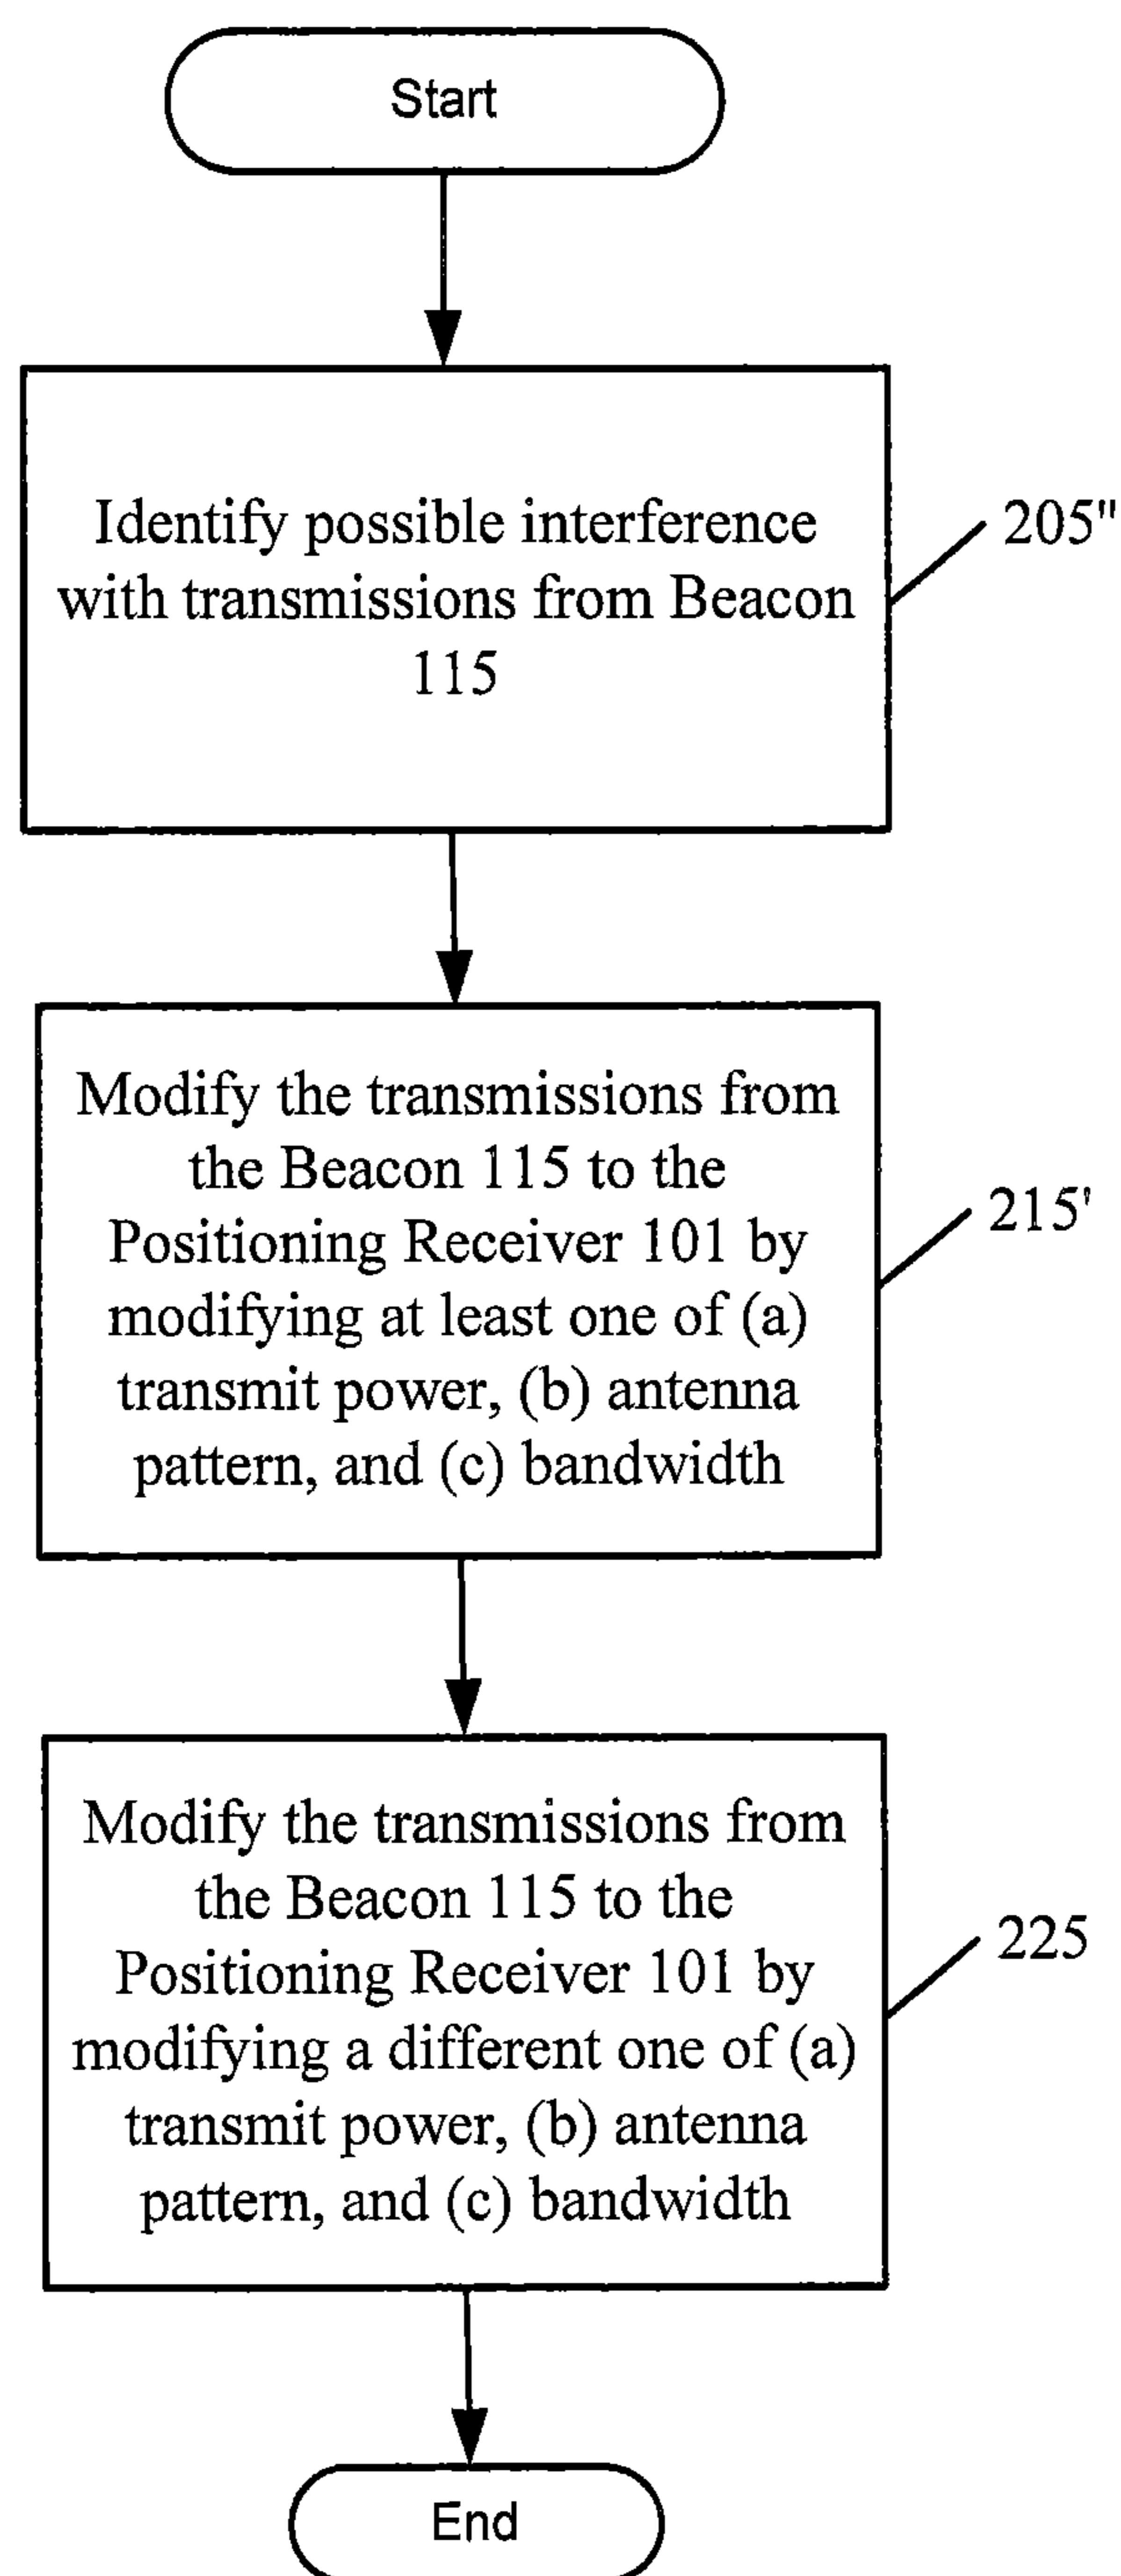 Start
Identify possible interference
with transmissions from Beacon
115
205"
Modify the transmissions from
the Beacon 115 to the
Positioning Receiver 101 by
modifying at least one of (a)
transmit power, (b) antenna
pattern, and (c) bandwidth
215'
Modify the transmissions from
the Beacon 115 to the
Positioning Receiver 101 by
modifying a different one of (a)
transmit power, (b) antenna
pattern, and (c) bandwidth
225
End